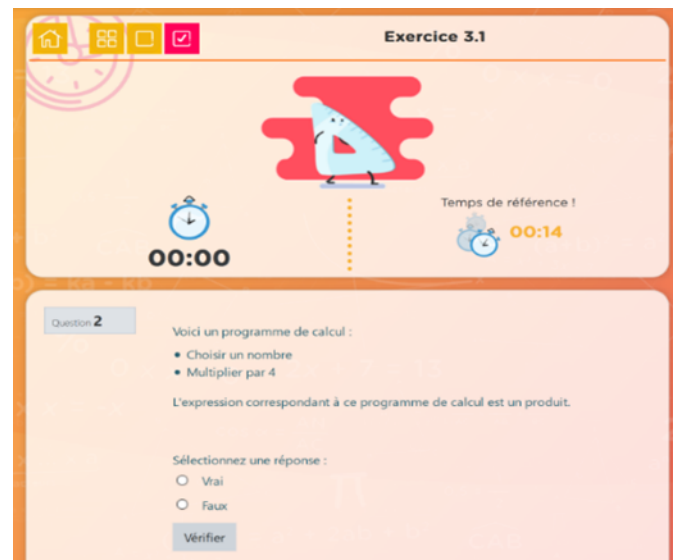 Exercice 3.1
Temps de référence !
00:14
00:00
Question 2
Voici un programme de calcul :
• Choisir un nombre
• Multiplier par 4
L'expression correspondant à ce programme de calcul est un produit.
Sélectionnez une réponse :
Vrai
Faux
Vérifier